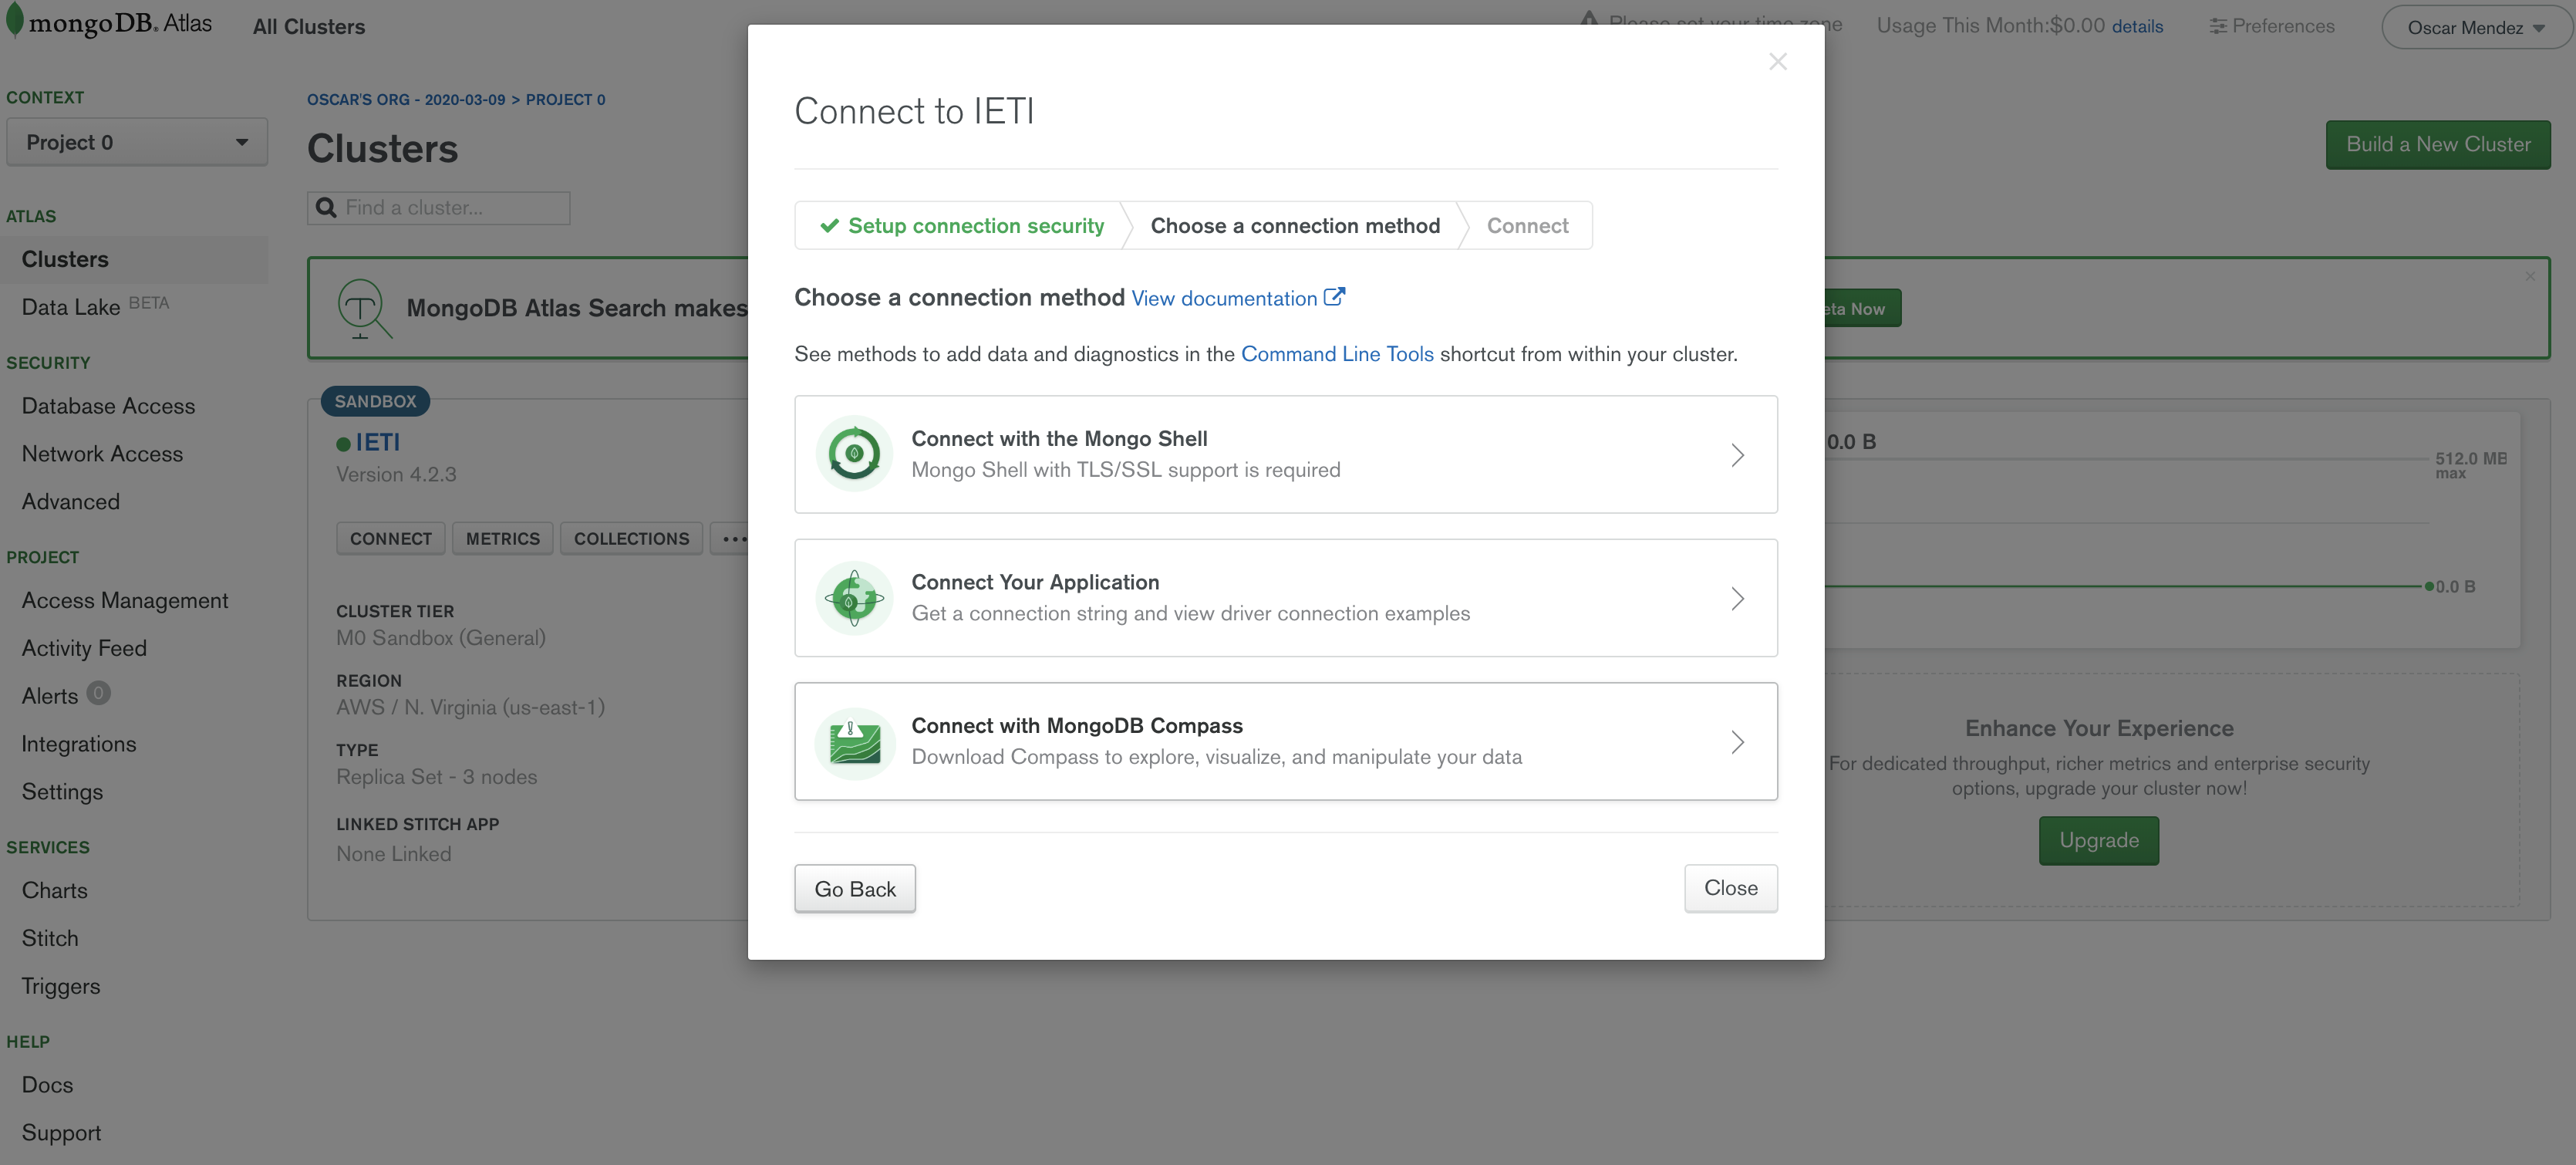 mongoDB. Atlas
All Clusters
Please set your time zone
Usage This Month:$0.00 details
Preferences
Oscar Mendez
CONTEXT
Project 0
ATLAS
Clusters
Data Lake BETA
SECURITY
Database Access
Network Access
Advanced
PROJECT
Access Management
Activity Feed
Alerts 0
Integrations
Settings
SERVICES
Charts
Stitch
Triggers
HELP
Docs
Support
OSCAR'S ORG - 2020-03-09 > PROJECT 0
Clusters
Build a New Cluster
Find a cluster...
MongoDB Atlas Search makes
eta Now
SANDBOX
IETI
Version 4.2.3
CONNECT
METRICS
COLLECTIONS
...
CLUSTER TIER
M0 Sandbox (General)
REGION
AWS / N. Virginia (us-east-1)
TYPE
Replica Set - 3 nodes
LINKED STITCH APP
None Linked
Connect to IETI
Setup connection security
Choose a connection method
Connect
Choose a connection method View documentation
See methods to add data and diagnostics in the Command Line Tools shortcut from within your cluster.
Connect with the Mongo Shell
Mongo Shell with TLS/SSL support is required
Connect Your Application
Get a connection string and view driver connection examples
Connect with MongoDB Compass
Download Compass to explore, visualize, and manipulate your data
Go Back
Close
0.0 B
512.0 MB
max
0.0 B
Enhance Your Experience
For dedicated throughput, richer metrics and enterprise security
options, upgrade your cluster now!
Upgrade